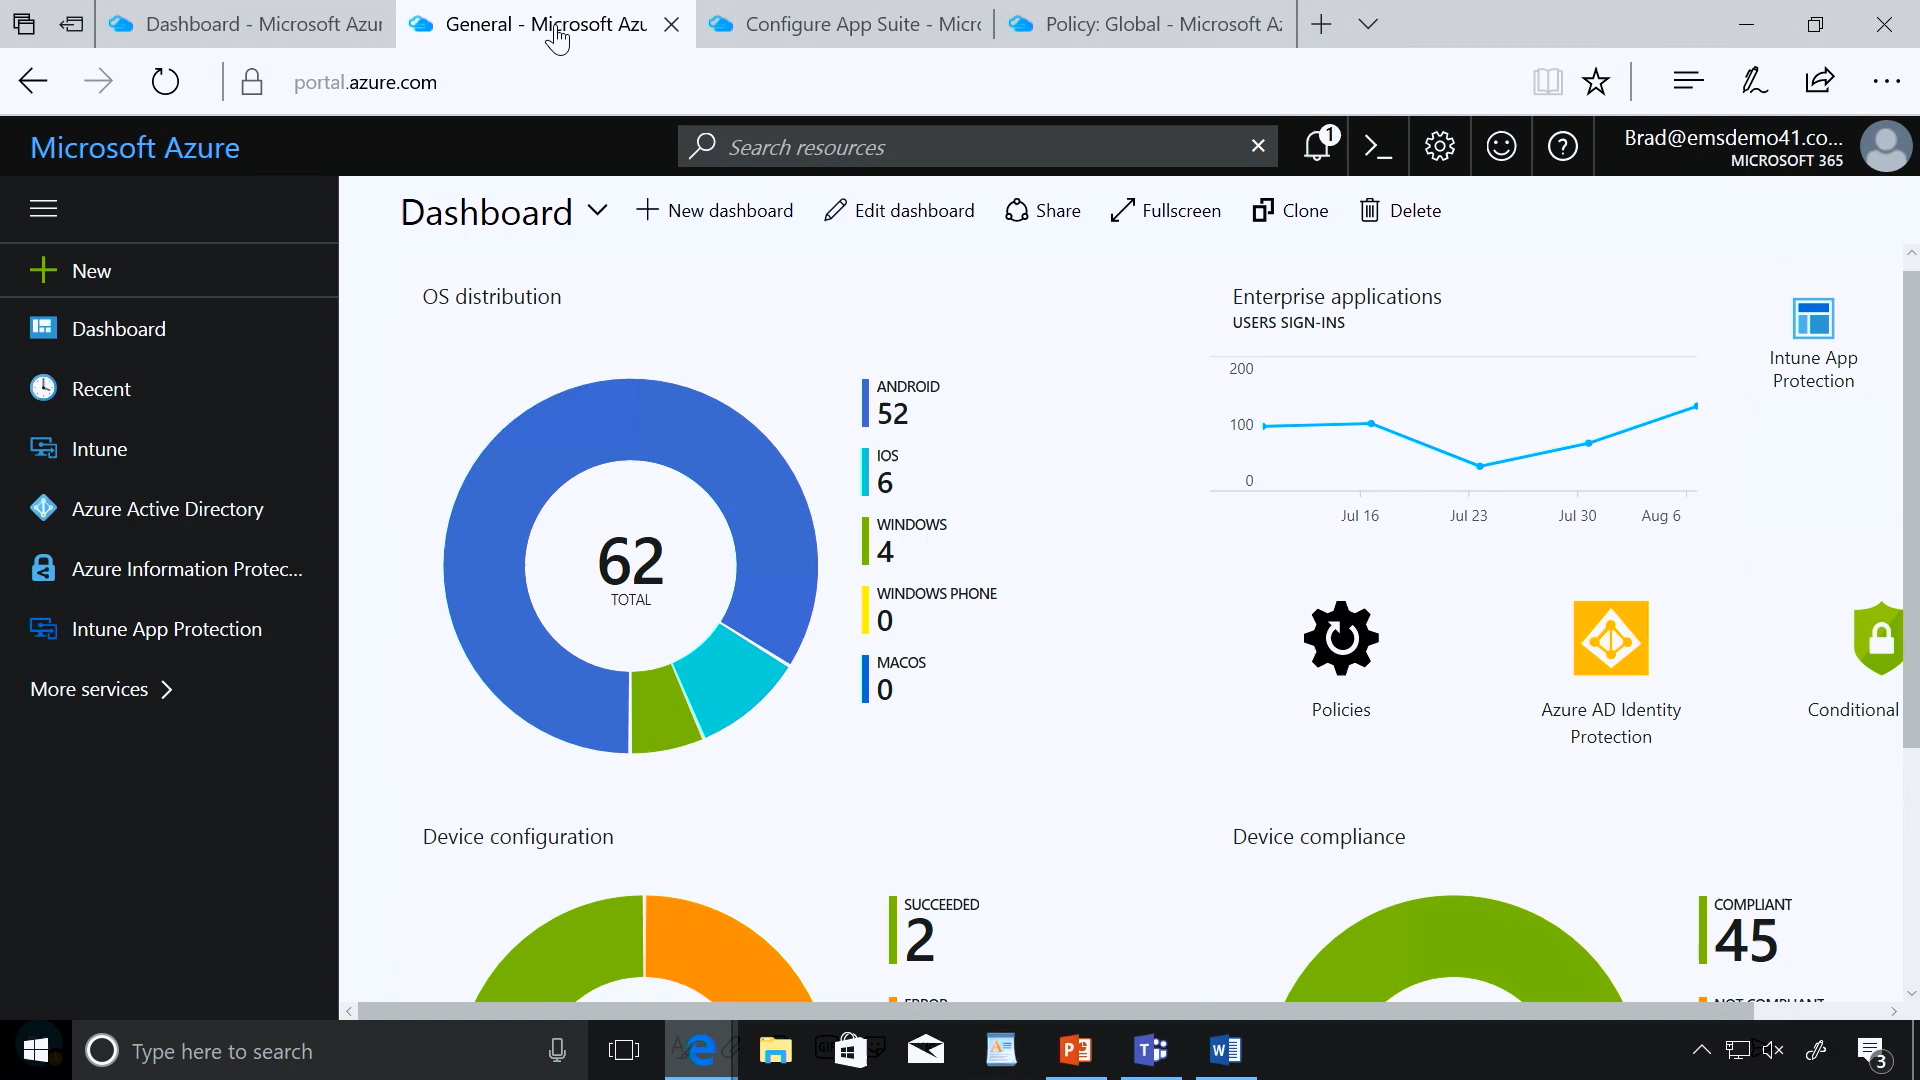 Dashboard - Microsoft Azur
General - Microsoft Azu
Configure App Suite - Micro
Policy: Global - Microsoft Az
portal.azure.com
Microsoft Azure
Search resources
1
Brad@emsdemo41.co...
MICROSOFT 365
Dashboard
New dashboard
Edit dashboard
Share
Fullscreen
Clone
Delete
New
Dashboard
Recent
Intune
Azure Active Directory
Azure Information Protec...
Intune App Protection
More services
OS distribution
62
TOTAL
ANDROID
52
IOS
6
WINDOWS
4
WINDOWS PHONE
0
MACOS
0
Enterprise applications
USERS SIGN-INS
200
100
0
Jul 16
Jul 23
Jul 30
Aug 6
Intune App
Protection
Policies
Azure AD Identity
Protection
Conditional
Device configuration
SUCCEEDED
2
ERROR
Device compliance
COMPLIANT
45
NOT COMPLIANT
Type here to search
3